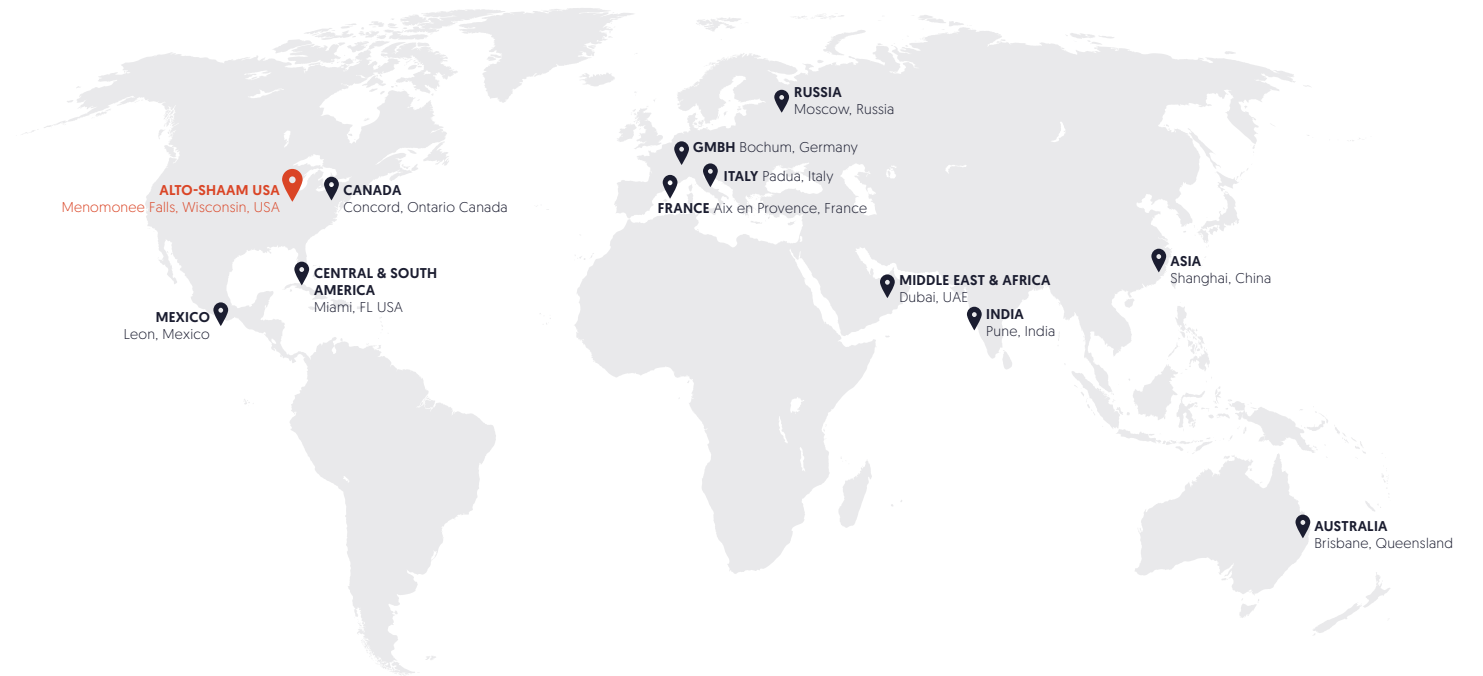 RUSSIA
Moscow, Russia
GMBH Bochum, Germany
ITALY Padua, Italy
FRANCE Aix en Provence, France
ALTO-SHAAM USA
Menomonee Falls, Wisconsin, USA
CANADA
Concord, Ontario Canada
CENTRAL & SOUTH
AMERICA
Miami, FL USA
MEXICO
Leon, Mexico
MIDDLE EAST & AFRICA
Dubai, UAE
INDIA
Pune, India
ASIA
Shanghai, China
AUSTRALIA
Brisbane, Queensland